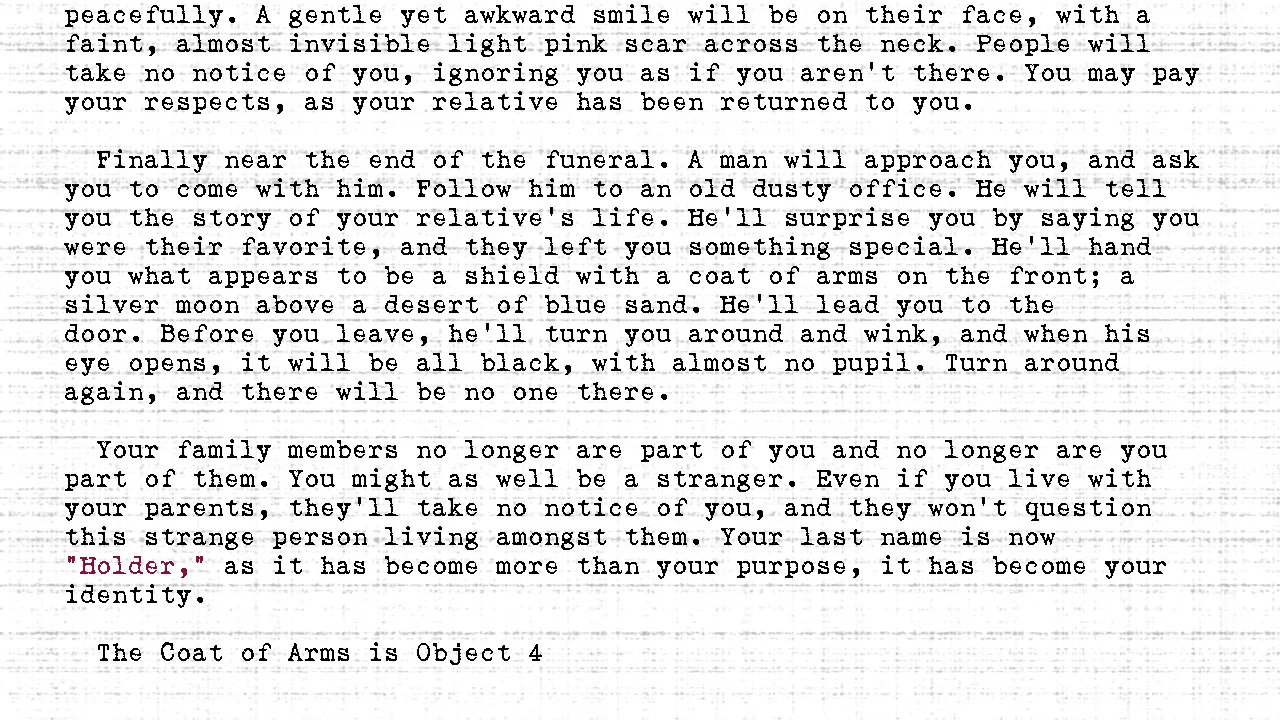 peacefully. A gentle yet awkward smile will be on their face, with a
faint, almost invisible light pink scar across the neck. People will
take no notice of you, ignoring you as if you aren't there. You may pay
your respects, as your relative has been returned to you.
Finally near the end of the funeral. A man will approach you, and ask
you to come with him. Follow him to an old dusty office. He will tell
you the story of your relative's life. He'll surprise you by saying you
were their favorite, and they left you something special. He'll hand
you what appears to be a shield with a coat of arms on the front; a
silver moon above a desert of blue sand. He'll lead you to the
door. Before you leave, he'll turn you around and wink, and when his
eye opens, it will be all black, with almost no pupil. Turn around
again, and there will be no one there.
Your family members no longer are part of you and no longer are you
part of them. You might as well be a stranger. Even if you live with
your parents, they'll take no notice of you, and they won't question
this strange person living amongst them. Your last name is now
"Holder," as it has become more than your purpose, it has become your
identity.
The Coat of Arms is Object 4